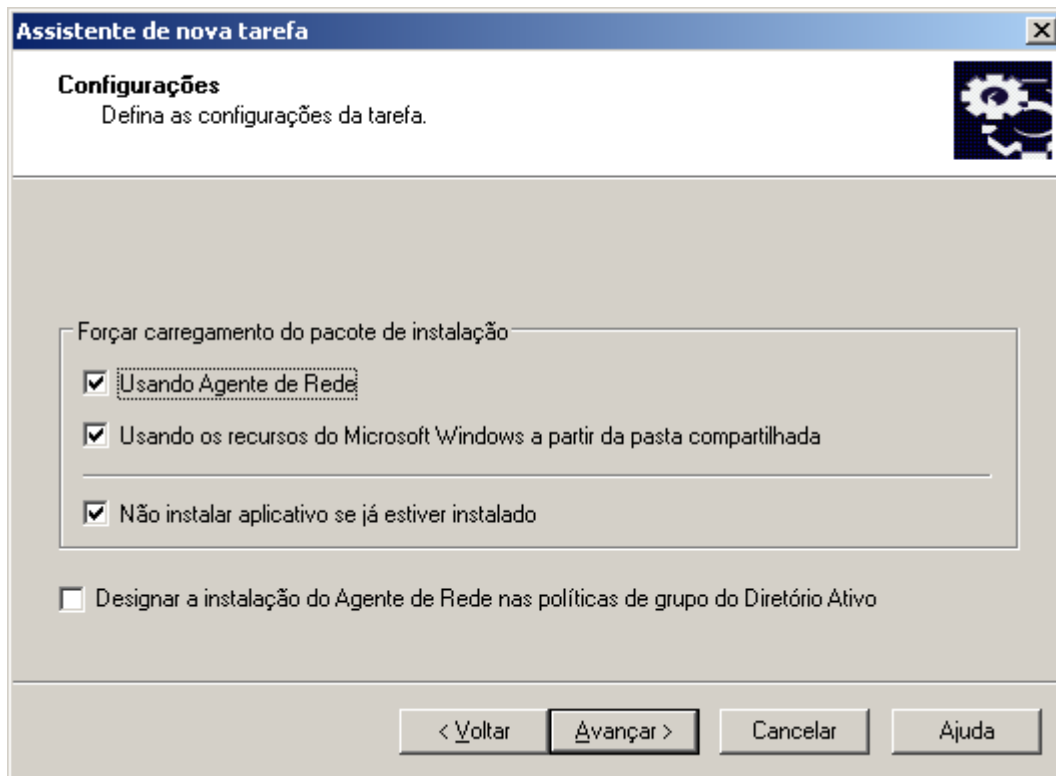 Assistente de nova tarefa
Configurações
Defina as configurações da tarefa.
Forçar carregamento do pacote de instalação
Usando Agente de Rede
Usando os recursos do Microsoft Windows a partir da pasta compartilhada
Não instalar aplicativo se já estiver instalado
Designar a instalação do Agente de Rede nas políticas de grupo do Diretório Ativo
< Voltar Avançar > Cancelar Ajuda